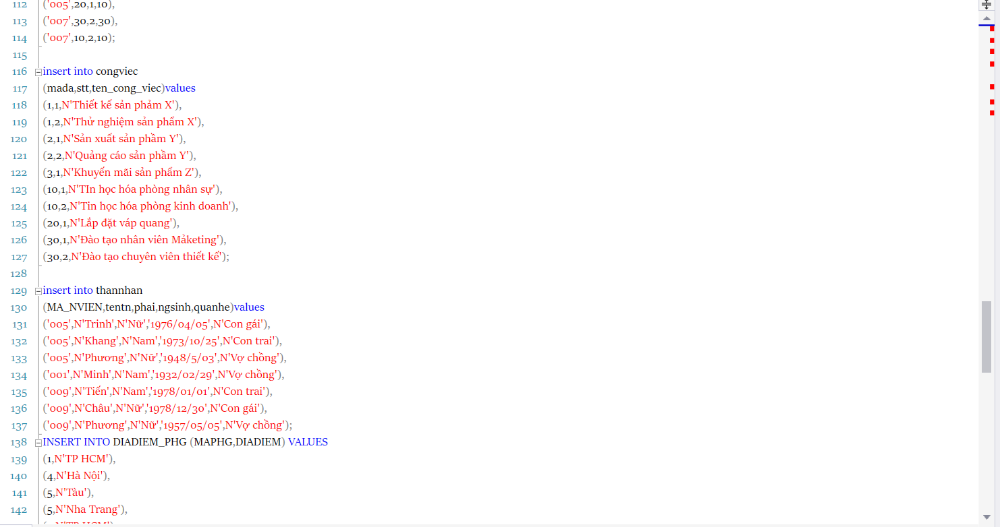 112 ('005',20,1,10),
113 ('007',30,2,30),
114 ('007',10,2,10);
115
116 insert into congviec
117 (mada,stt,ten_cong_viec)values
118 (1,1,N'Thiết kế sản phảm X'),
119 (1,2,N'Thử nghiệm sản phẩm X'),
120 (2,1,N'Sản xuất sản phầm Y'),
121 (2,2,N'Quảng cáo sản phầm Y'),
122 (3,1,N'Khuyến mãi sản phẩm Z'),
123 (10,1,N'TIn học hóa phòng nhân sự'),
124 (10,2,N'Tin học hóa phòng kinh doanh'),
125 (20,1,N'Lắp đặt váp quang'),
126 (30,1,N'Đào tạo nhân viên Mảketing'),
127 (30,2,N'Đào tạo chuyên viên thiết kế');
128
129 insert into thannhan
130 (MA_NVIEN,tentn,phai,ngsinh,quanhe)values
131 ('005',N'Trinh',N'Nữ','1976/04/05',N'Con gái'),
132 ('005',N'Khang',N'Nam','1973/10/25',N'Con trai'),
133 ('005',N'Phương',N'Nữ','1948/5/03',N'Vợ chồng'),
134 ('001',N'Minh',N'Nam','1932/02/29',N'Vợ chồng'),
135 ('009',N'Tiến',N'Nam','1978/01/01',N'Con trai'),
136 ('009',N'Châu',N'Nữ','1978/12/30',N'Con gái'),
137 ('009',N'Phương',N'Nữ','1957/05/05',N'Vợ chồng');
138 INSERT INTO DIADIEM_PHG (MAPHG,DIADIEM) VALUES
139 (1,N'TP HCM'),
140 (4,N'Hà Nội'),
141 (5,N'Tàu'),
142 (5,N'Nha Trang'),